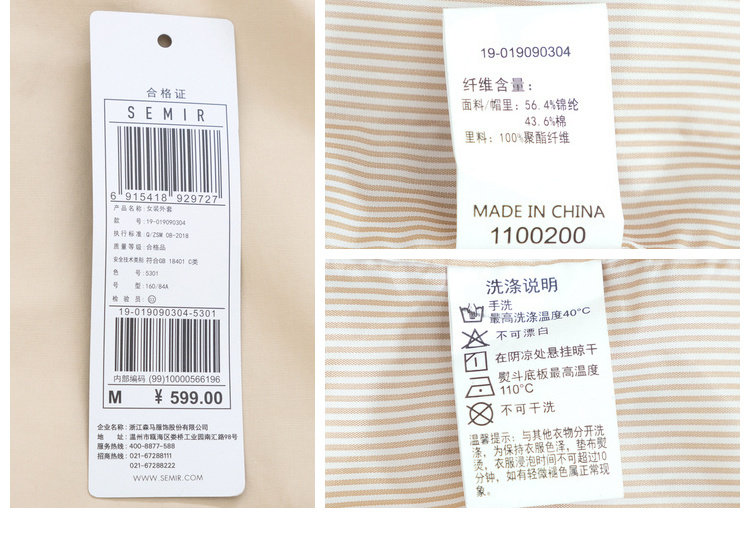 合格证
SEMIR
6 915418 929727
产品名称: 女装外套
款 号: 19-019090304
执行标准: Q/ZSM 08-2018
质量等级: 合格品
安全技术类别: 符合GB 18401 C类
色 号: 5301
型 号: 160/84A
检 验 员:
19-019090304-5301
内部编码 (99)10000566196
M ¥ 599.00
企业名称: 浙江森马服饰股份有限公司
地 址: 温州市瓯海区娄桥工业园南汇路98号
服务热线: 400-8877-588
招商热线: 021-67288111
021-67288222
WWW.SEMIR.COM
19-019090304
纤维含量:
面料/帽里: 56.4%锦纶
43.6%棉
里料: 100%聚酯纤维
MADE IN CHINA
1100200
洗涤说明
手洗
最高洗涤温度40°C
不可漂白
在阴凉处悬挂晾干
熨斗底板最高温度
110°C
不可干洗
温馨提示: 与其他衣物分开洗
涤, 为保持衣服色泽, 垫布熨
烫, 衣服浸泡时间不可超过10
分钟, 如有轻微褪色属正常现
象。